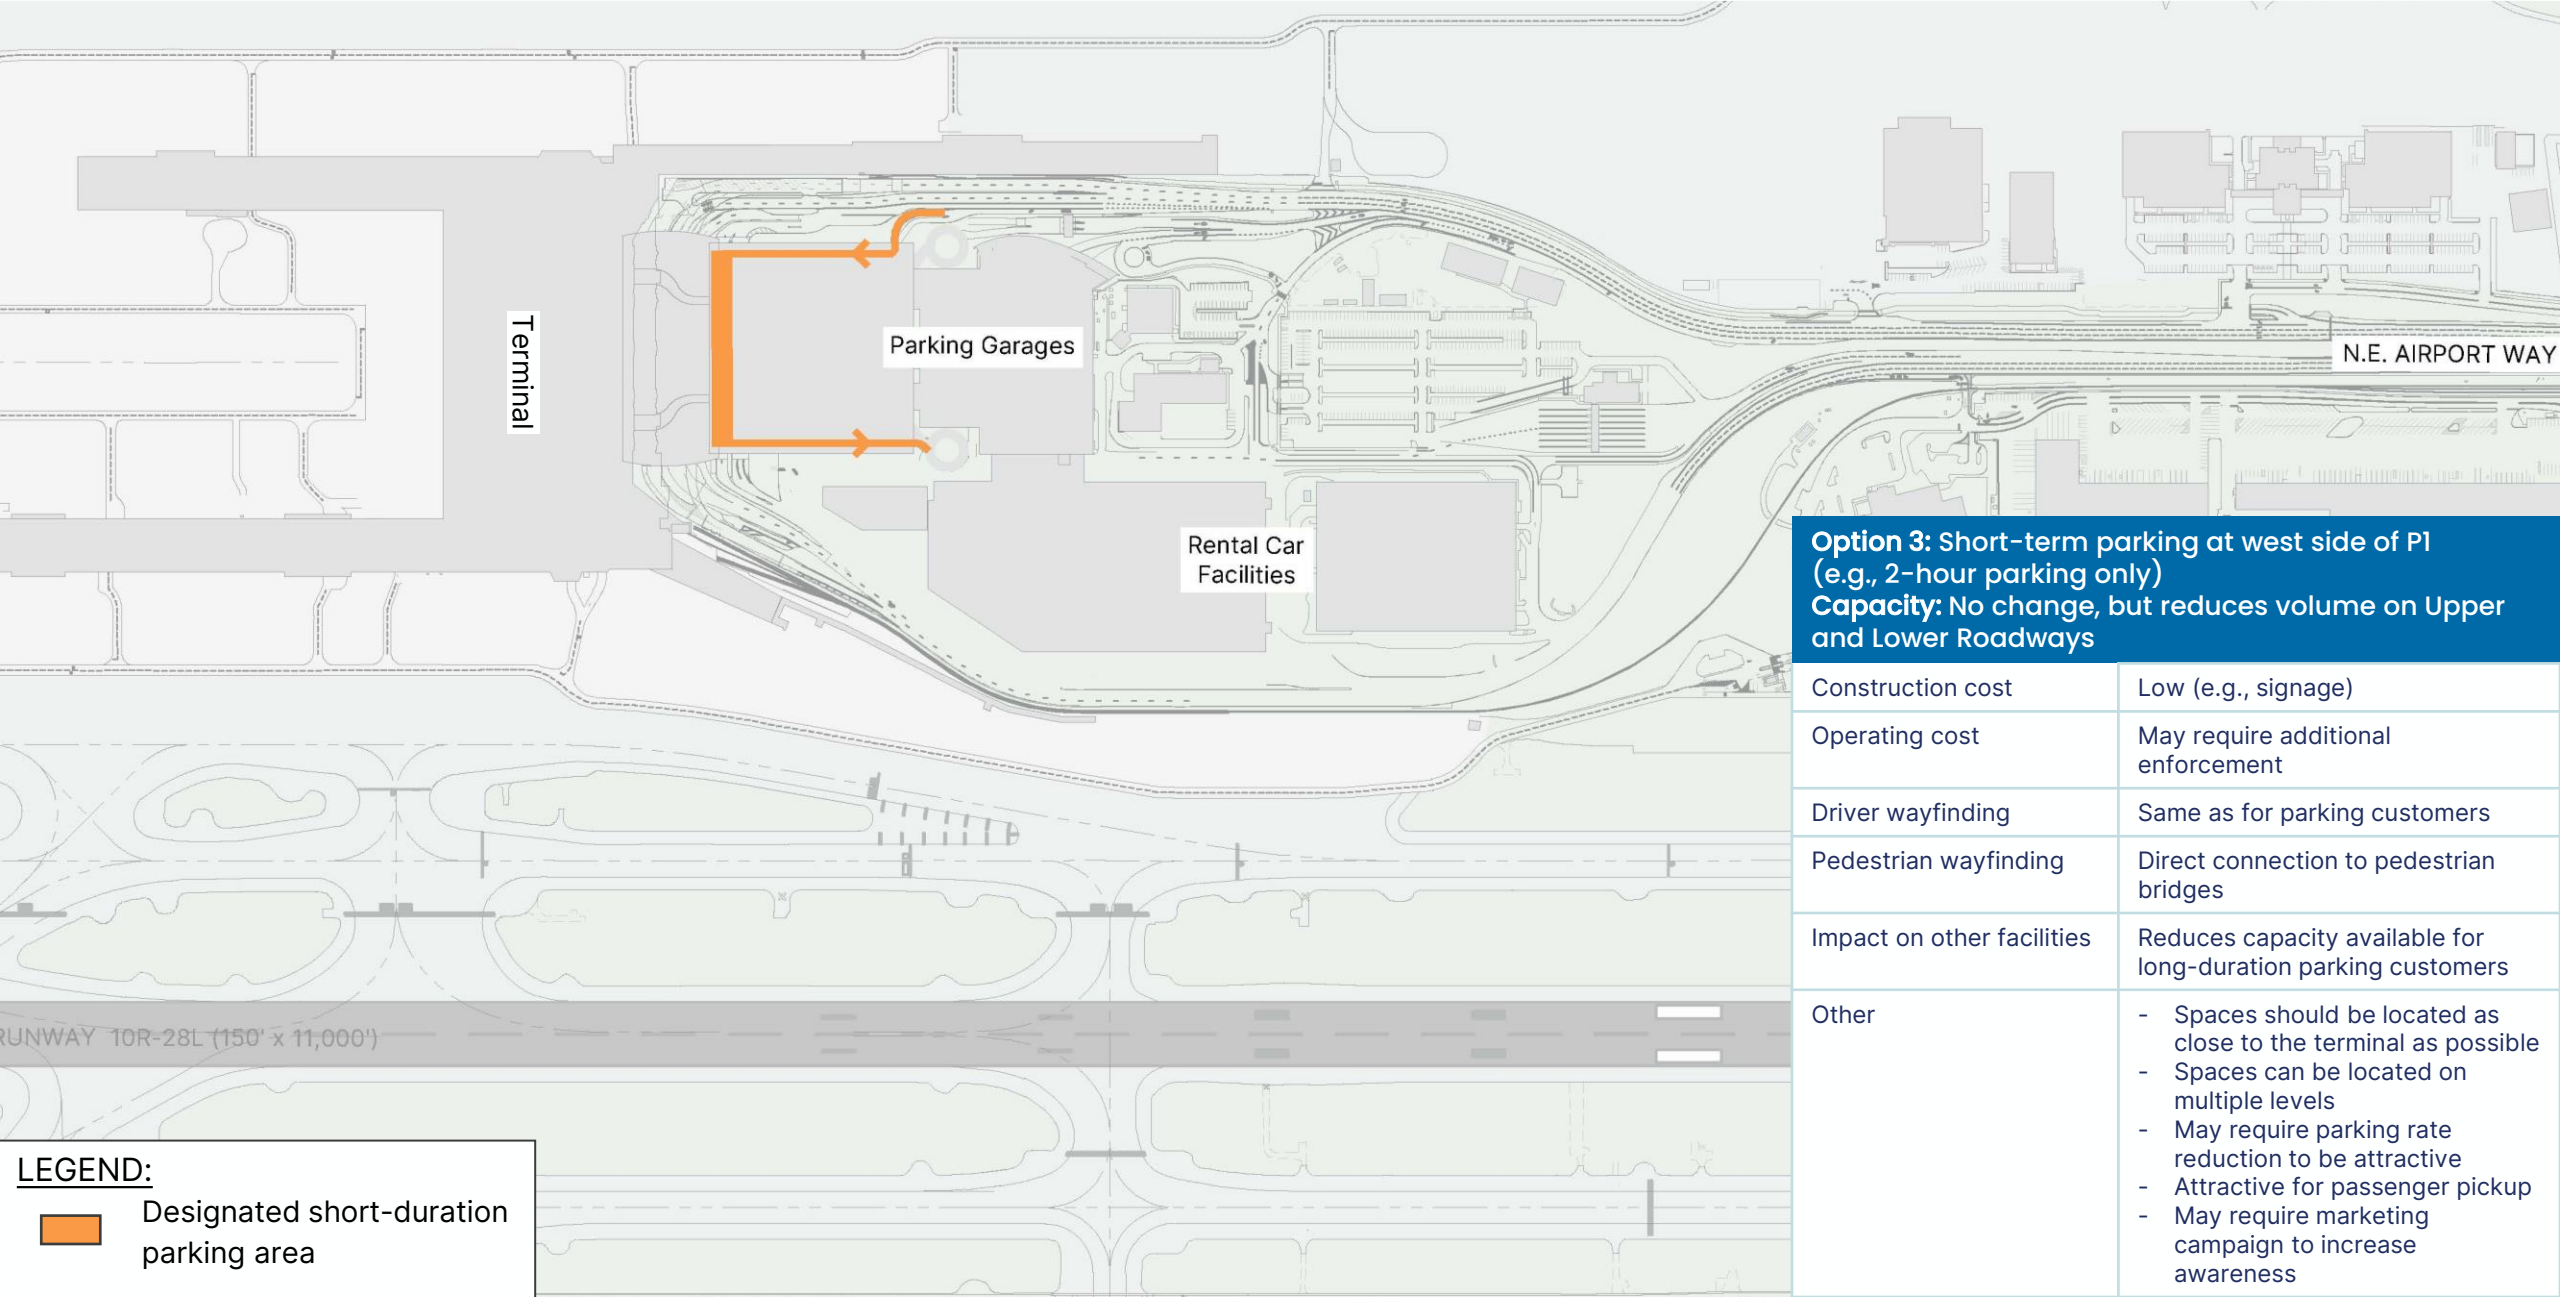 Terminal
Parking Garages
N.E. AIRPORT WAY
Rental Car
Facilities
Option 3: Short-term parking at west side of P1
(e.g., 2-hour parking only)
Capacity: No change, but reduces volume on Upper
and Lower Roadways
Construction cost
Low (e.g., signage)
Operating cost
May require additional
enforcement
Driver wayfinding
Same as for parking customers
Pedestrian wayfinding
Direct connection to pedestrian
bridges
Impact on other facilities
Reduces capacity available for
long-duration parking customers
Other
- Spaces should be located as
close to the terminal as possible
- Spaces can be located on
multiple levels
- May require parking rate
reduction to be attractive
- Attractive for passenger pickup
- May require marketing
campaign to increase
awareness
RUNWAY 10R-28L (150' x 11,000')
LEGEND:
Designated short-duration
parking area